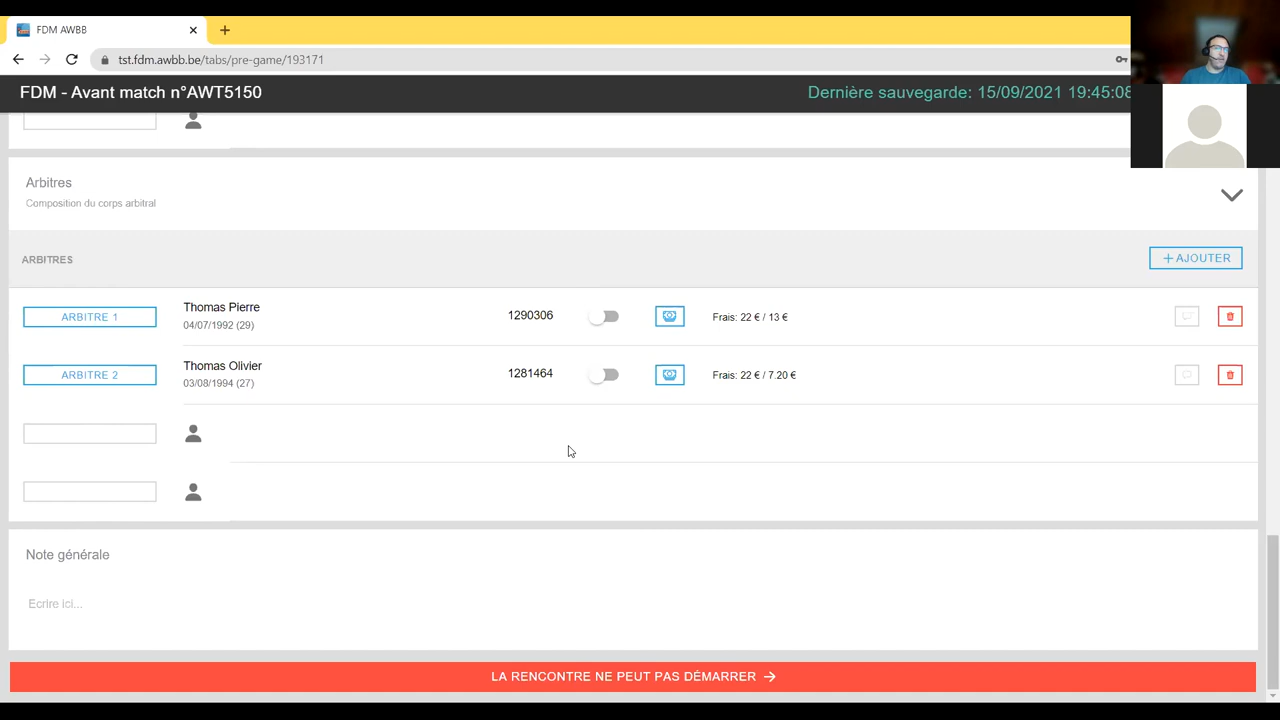 FDM AWBB
tst.fdm.awbb.be/tabs/pre-game/193171
FDM - Avant match n°AWT5150
Dernière sauvegarde: 15/09/2021 19:45:08
Arbitres
Composition du corps arbitral
ARBITRES
+ AJOUTER
ARBITRE 1
Thomas Pierre
04/07/1992 (29)
1290306
Frais: 22 € / 13 €
ARBITRE 2
Thomas Olivier
03/08/1994 (27)
1281464
Frais: 22 € / 7.20 €
Note générale
Ecrire ici...
LA RENCONTRE NE PEUT PAS DÉMARRER →